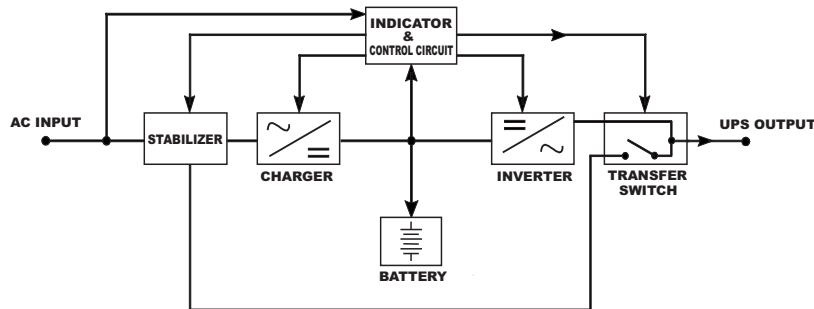 INDICATOR
&
CONTROL CIRCUIT
AC INPUT
STABILIZER
CHARGER
INVERTER
TRANSFER
SWITCH
UPS OUTPUT
BATTERY